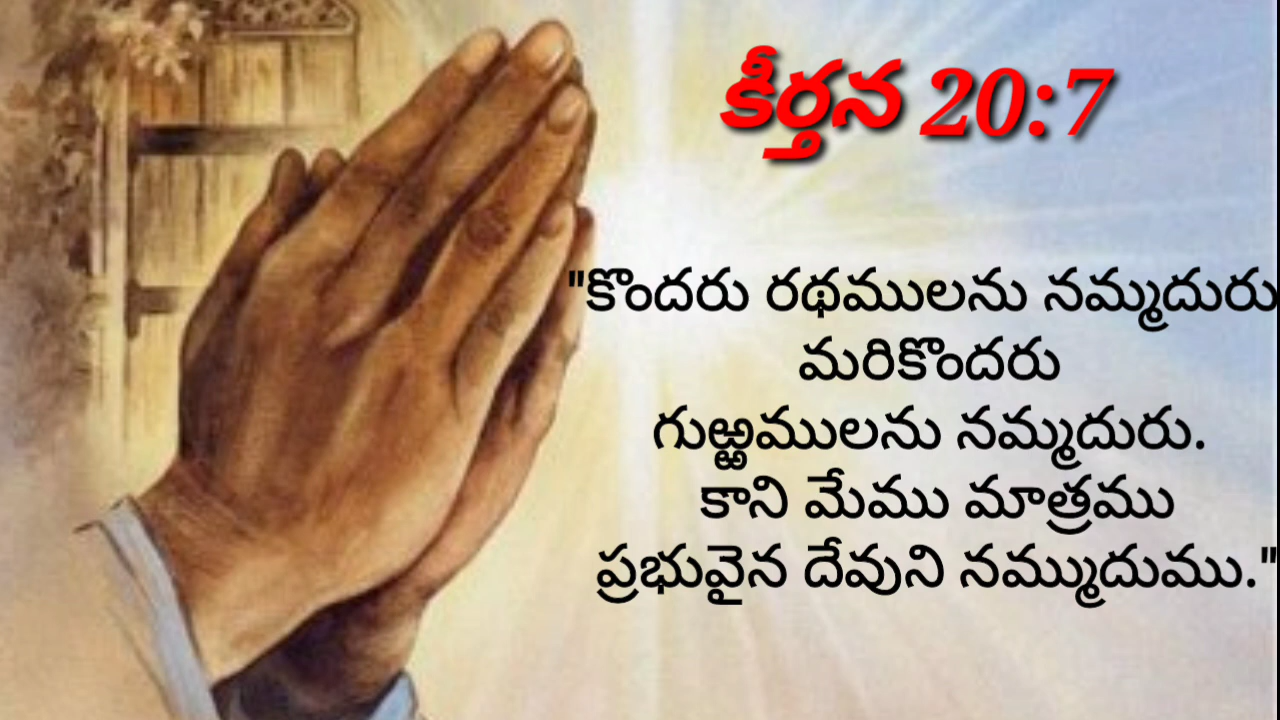 కీర్తన 20:7
"కొందరు రథములను నమ్మదురు
మరికొందరు
గుఱ్ఱములను నమ్మదురు.
కాని మేము మాత్రము
ప్రభువైన దేవుని నమ్ముదుము."